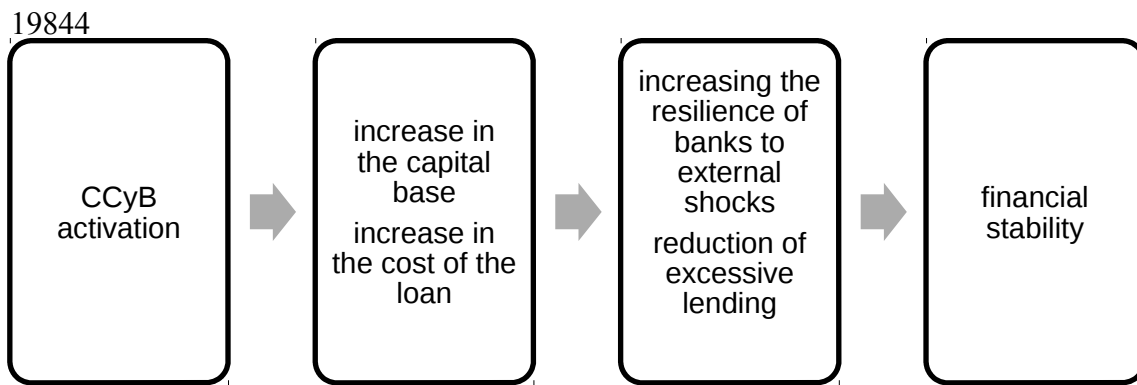 19844
CCyB
activation
increase in
the capital
base
increase in
the cost of the
loan
increasing the
resilience of
banks to
external
shocks
reduction of
excessive
lending
financial
stability